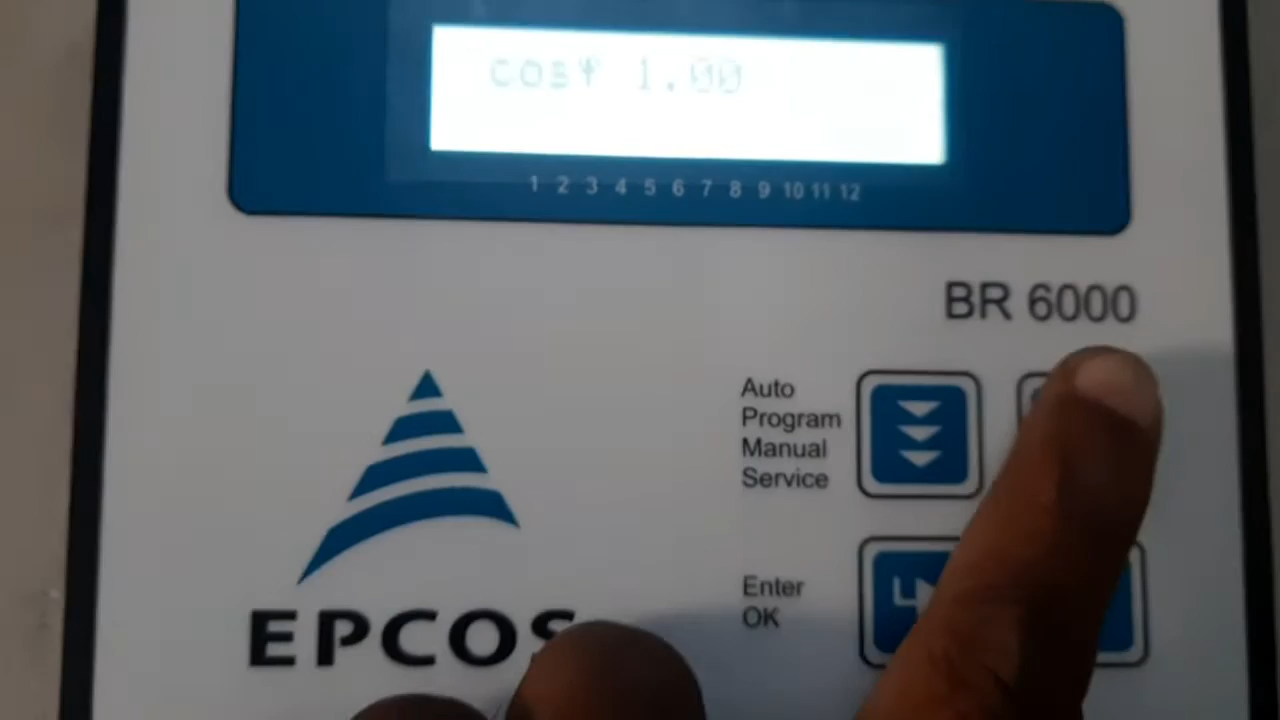 cosφ 1.00
1 2 3 4 5 6 7 8 9 10 11 12
BR 6000
Auto
Program
Manual
Service
Enter
OK
EPCOS